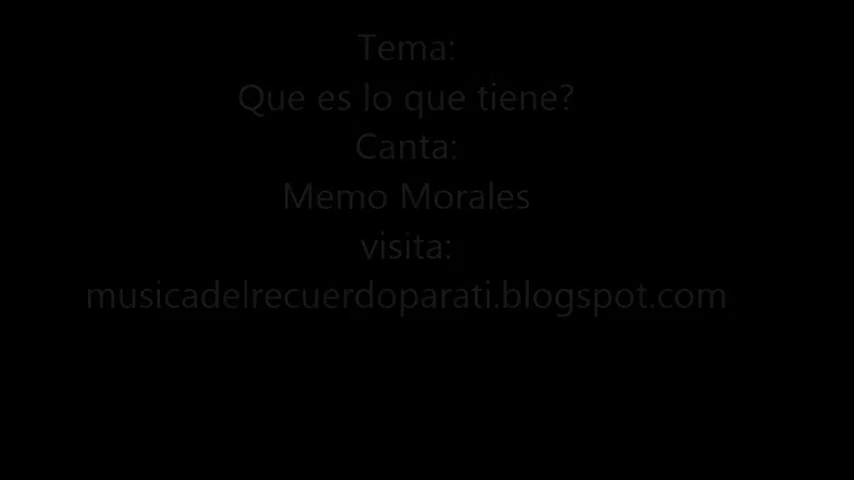 Tema:
Que es lo que tiene?
Canta:
Memo Morales
visita:
musicadelrecuerdoparati.blogspot.com